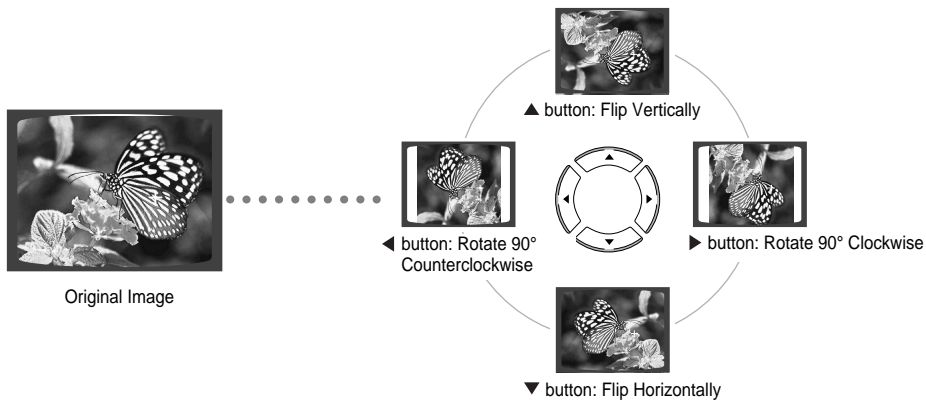 ▲ button: Flip Vertically
◀ button: Rotate 90°
Counterclockwise
▶ button: Rotate 90° Clockwise
Original Image
▼ button: Flip Horizontally